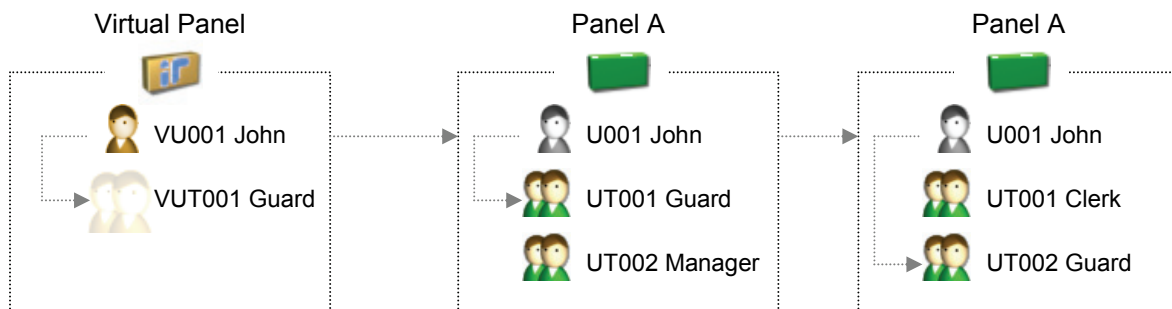 Virtual Panel
Panel A
Panel A
ir
VU001 John
U001 John
U001 John
VUT001 Guard
UT001 Guard
UT001 Clerk
UT002 Manager
UT002 Guard